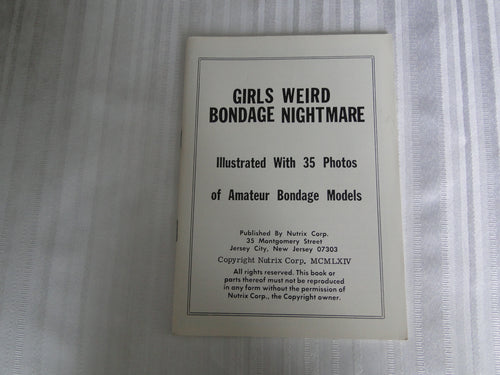 GIRLS WEIRD
BONDAGE NIGHTMARE
Illustrated With 35 Photos
of Amateur Bondage Models
Published By Nutrix Corp.
35 Montgomery Street
Jersey City, New Jersey 07303
Copyright Nutrix Corp, MCMLXIV
All rights reserved. This book or
parts thereof must not be reproduced
in any form without the permission of
Nutrix Corp., the Copyright owner.